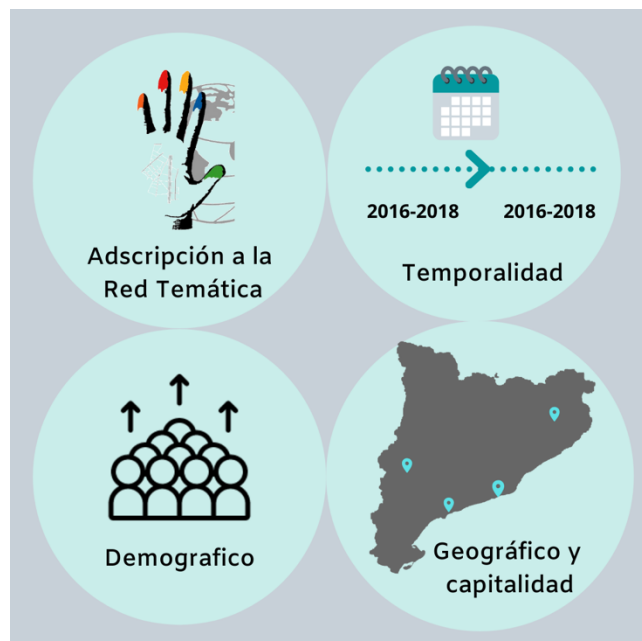 Adscripción a la
Red Temática
2016-2018 2016-2018
Temporalidad
Demografico
Geográfico y
capitalidad